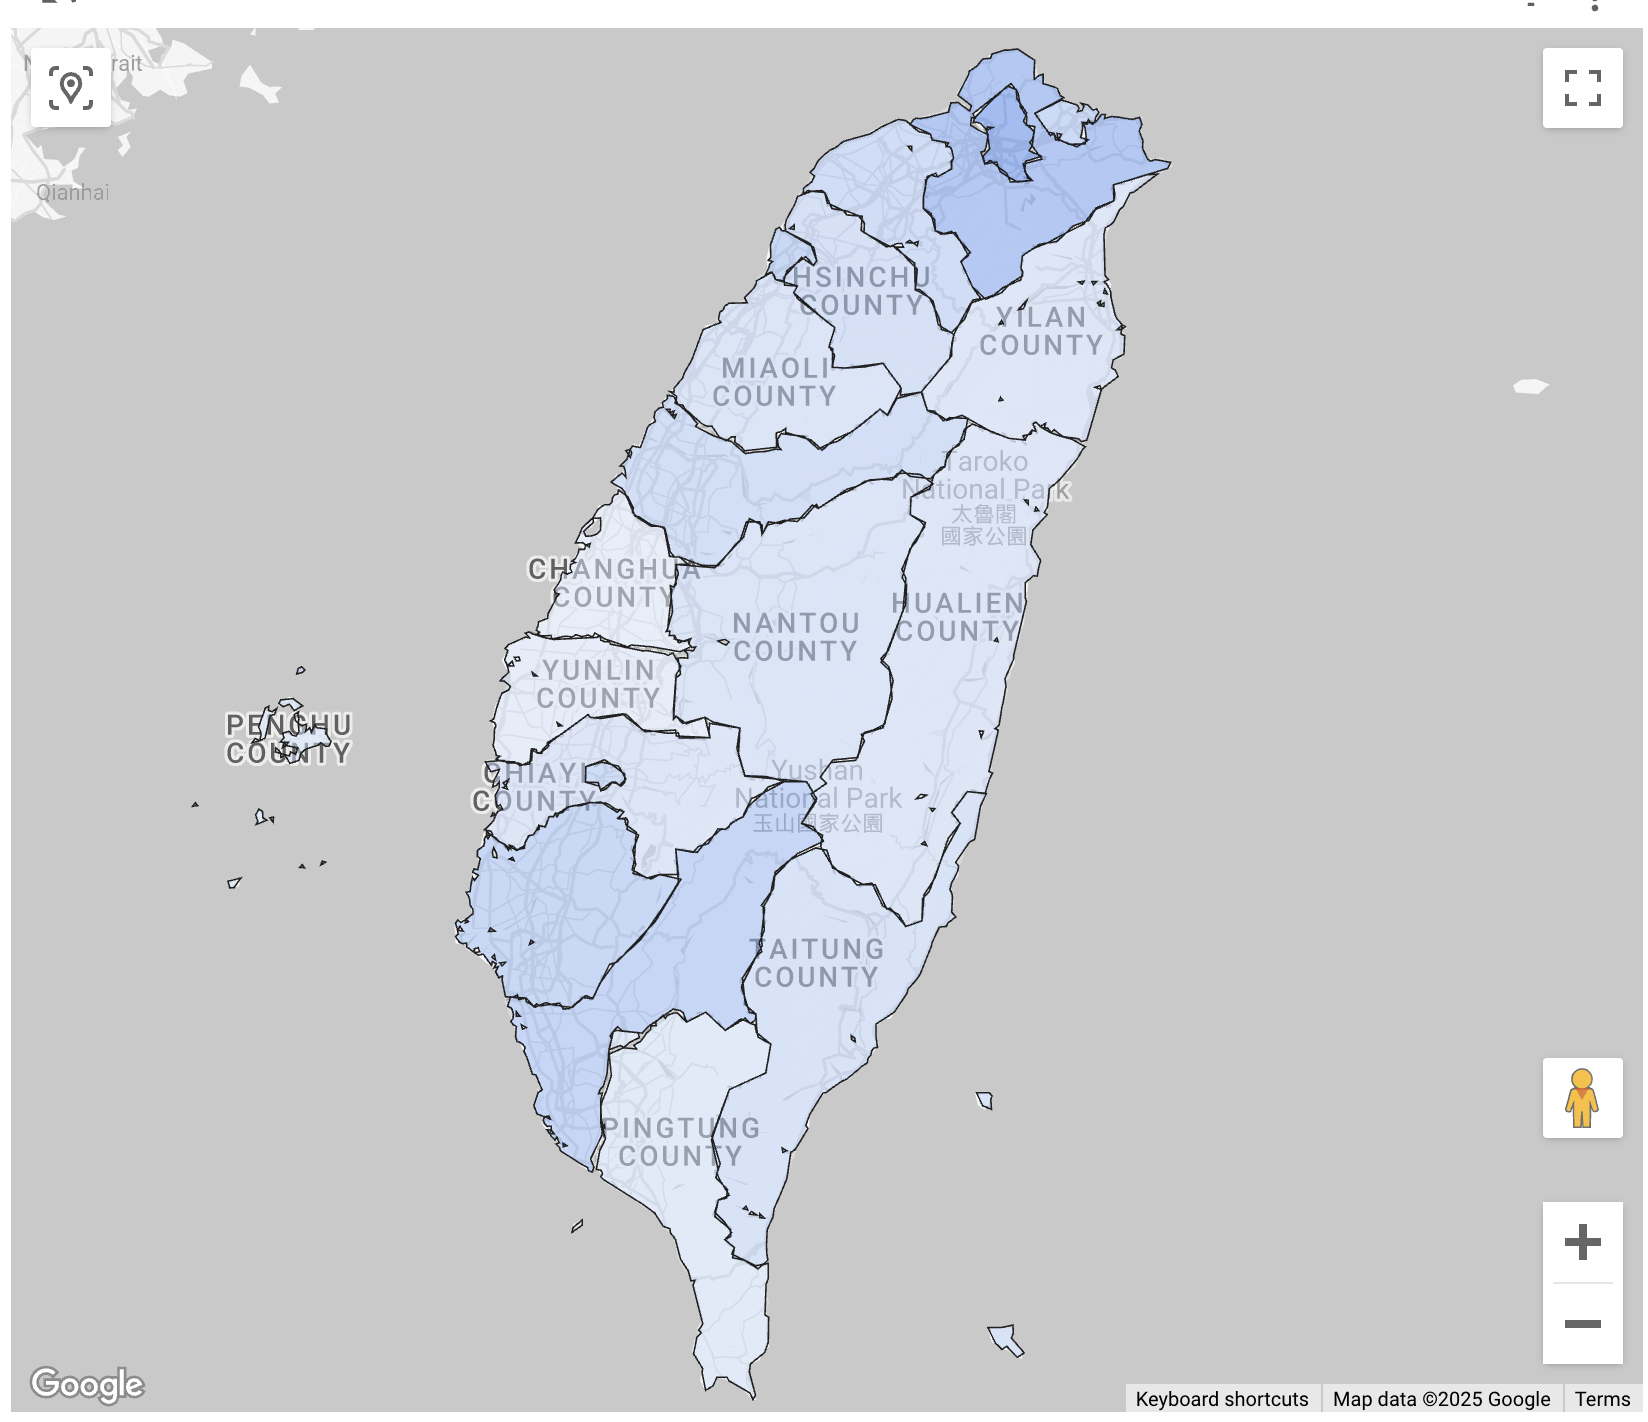 rait
Qianhai
HSINCHU
COUNTY
YILAN
COUNTY
MIAOLI
COUNTY
Taroko
National Park
太魯閣
國家公園
CHANGHUA
COUNTY
NANTOU
COUNTY
HUALIEN
COUNTY
YUNLIN
COUNTY
PENGHU
COUNTY
CHIAYI
COUNTY
Yushan
National Park
玉山國家公園
TAITUNG
COUNTY
PINGTUNG
COUNTY
Google
Keyboard shortcuts
Map data ©2025 Google
Terms